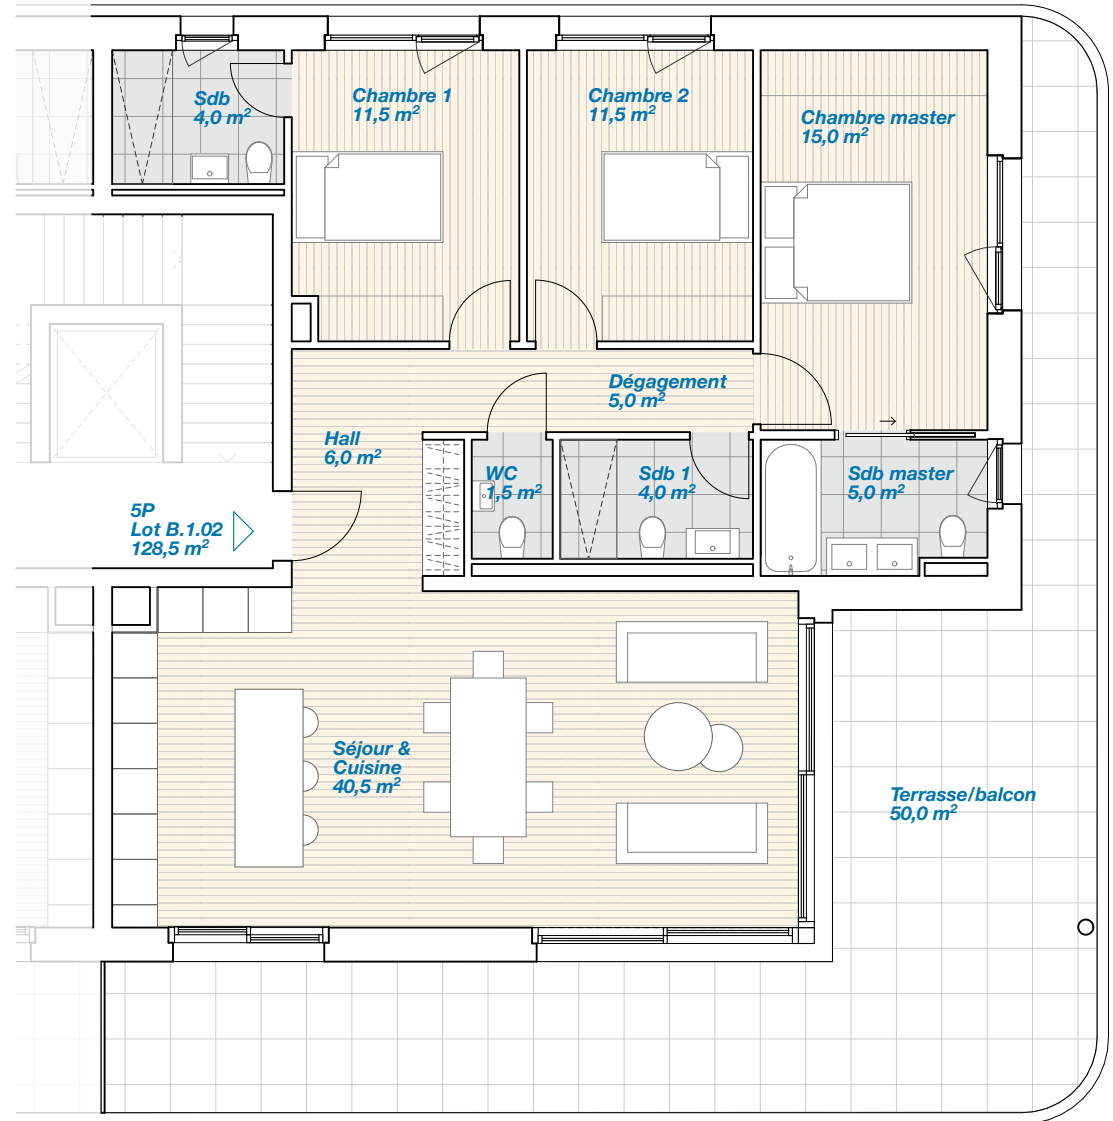 Sdb
4,0 m²
Chambre 1
11,5 m²
Chambre 2
11,5 m²
Chambre master
15,0 m²
Dégagement
5,0 m²
Hall
6,0 m²
WC
1,5 m²
Sdb 1
4,0 m²
Sdb master
5,0 m²
5P
Lot B.1.02
128,5 m²
Séjour &
Cuisine
40,5 m²
Terrasse/balcon
50,0 m²